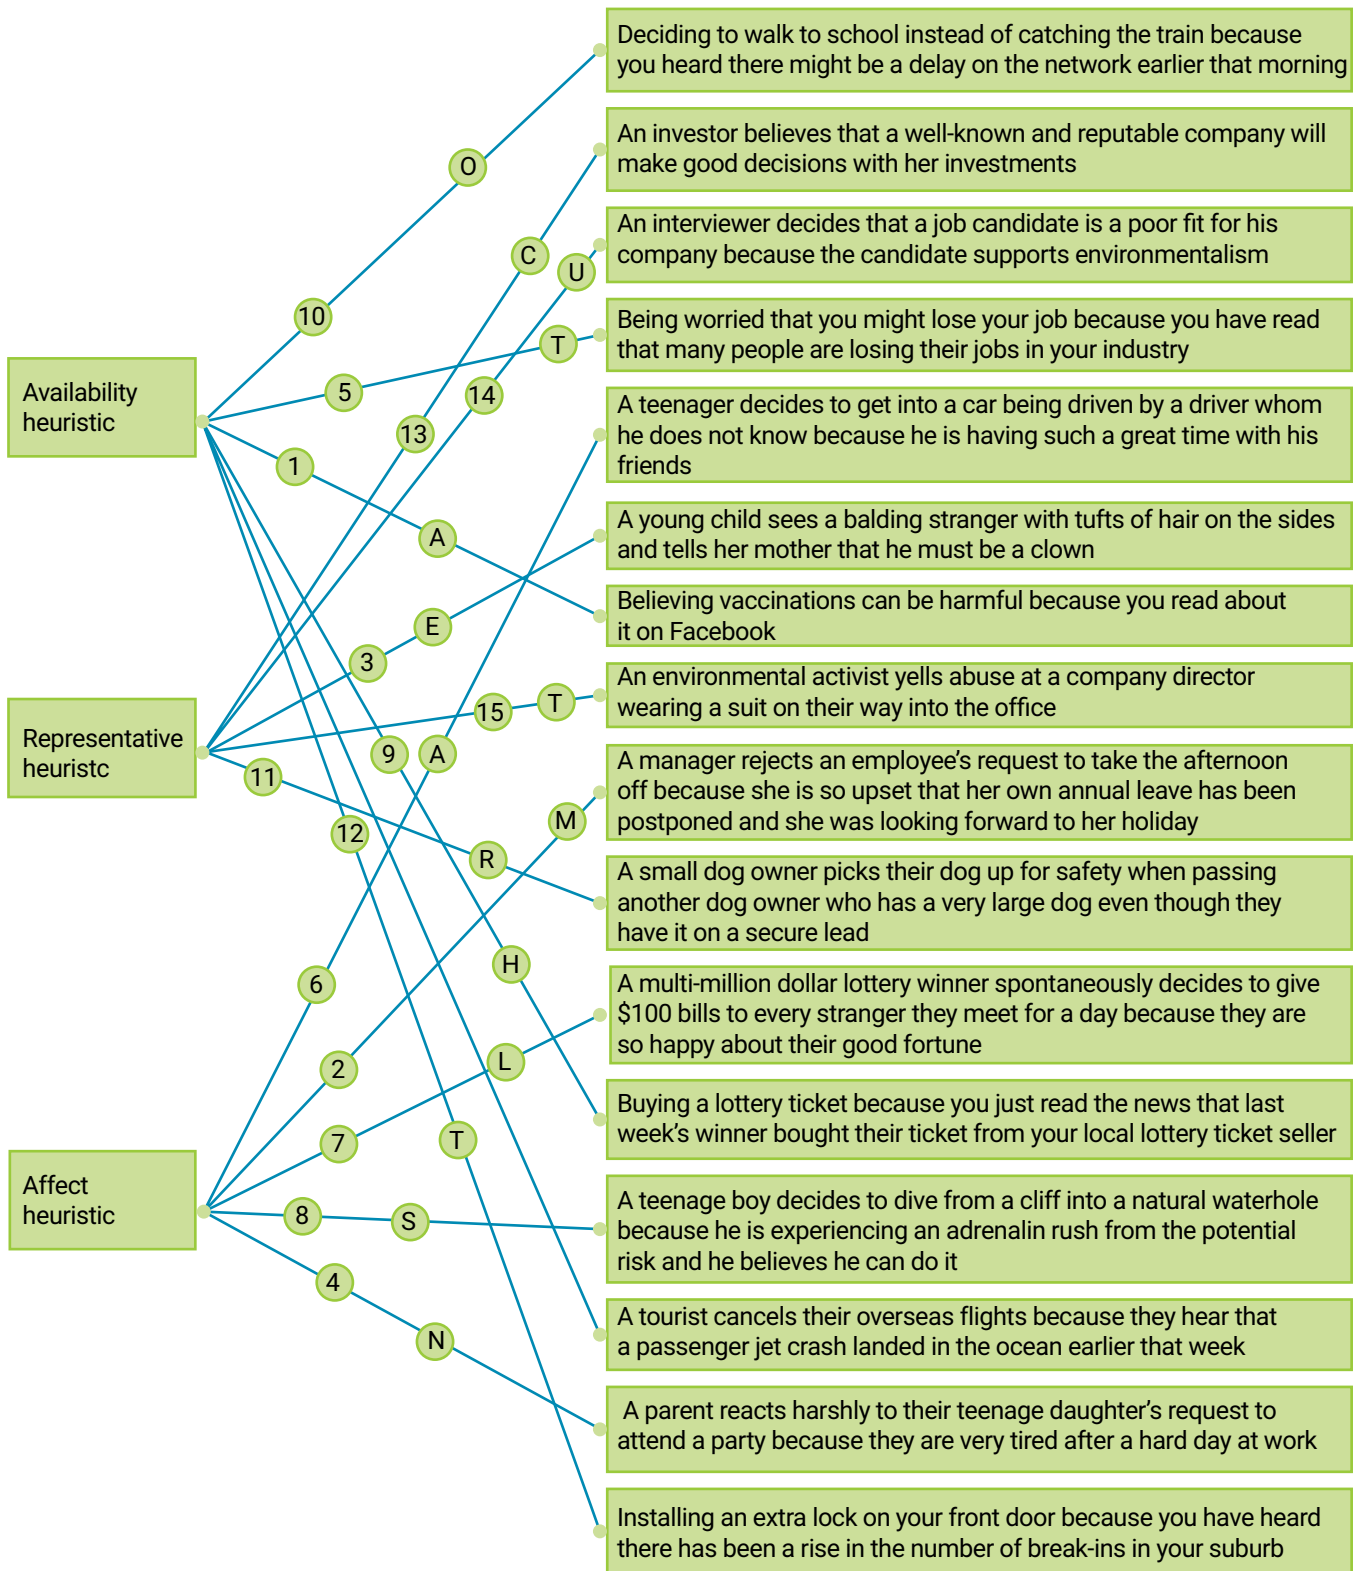 Deciding to walk to school instead of catching the train because
you heard there might be a delay on the network earlier that morning
An investor believes that a well-known and reputable company will
make good decisions with her investments
O
An interviewer decides that a job candidate is a poor fit for his
company because the candidate supports environmentalism
C
U
10
Being worried that you might lose your job because you have read
that many people are losing their jobs in your industry
T
Availability
heuristic
5
14
13
A teenager decides to get into a car being driven by a driver whom
he does not know because he is having such a great time with his
friends
1
A
A young child sees a balding stranger with tufts of hair on the sides
and tells her mother that he must be a clown
Believing vaccinations can be harmful because you read about
it on Facebook
E
3
An environmental activist yells abuse at a company director
wearing a suit on their way into the office
15
T
Representative
heuristc
11
9
A
A manager rejects an employee’s request to take the afternoon
off because she is so upset that her own annual leave has been
postponed and she was looking forward to her holiday
M
12
R
A small dog owner picks their dog up for safety when passing
another dog owner who has a very large dog even though they
have it on a secure lead
H
6
A multi-million dollar lottery winner spontaneously decides to give
$100 bills to every stranger they meet for a day because they are
so happy about their good fortune
L
2
Buying a lottery ticket because you just read the news that last
week’s winner bought their ticket from your local lottery ticket seller
7
T
Affect
heuristic
8
S
A teenage boy decides to dive from a cliff into a natural waterhole
because he is experiencing an adrenalin rush from the potential
risk and he believes he can do it
4
N
A tourist cancels their overseas flights because they hear that
a passenger jet crash landed in the ocean earlier that week
A parent reacts harshly to their teenage daughter’s request to
attend a party because they are very tired after a hard day at work
Installing an extra lock on your front door because you have heard
there has been a rise in the number of break-ins in your suburb